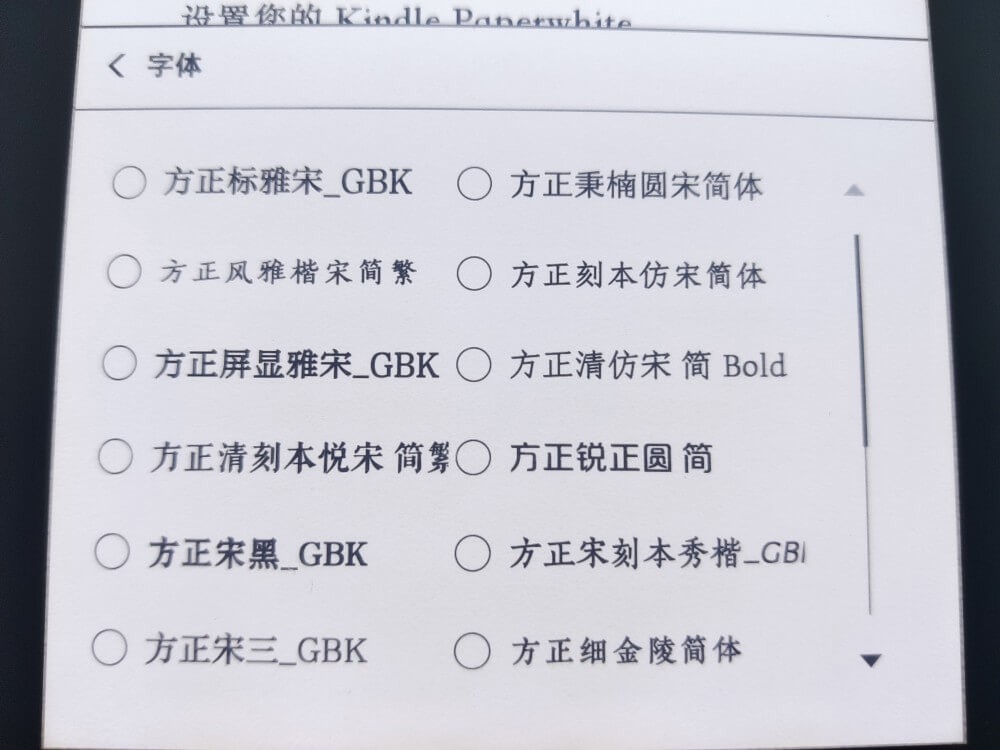 设置您的 Kindle Paperwhite
字体
方正标雅宋_GBK 方正秉楠圆宋简体
方正风雅楷宋简繁 方正刻本仿宋简体
方正屏显雅宋_GBK 方正清仿宋 简 Bold
方正清刻本悦宋 简繁 方正锐正圆 简
方正宋黑_GBK 方正宋刻本秀楷_GB
方正宋三_GBK 方正细金陵简体